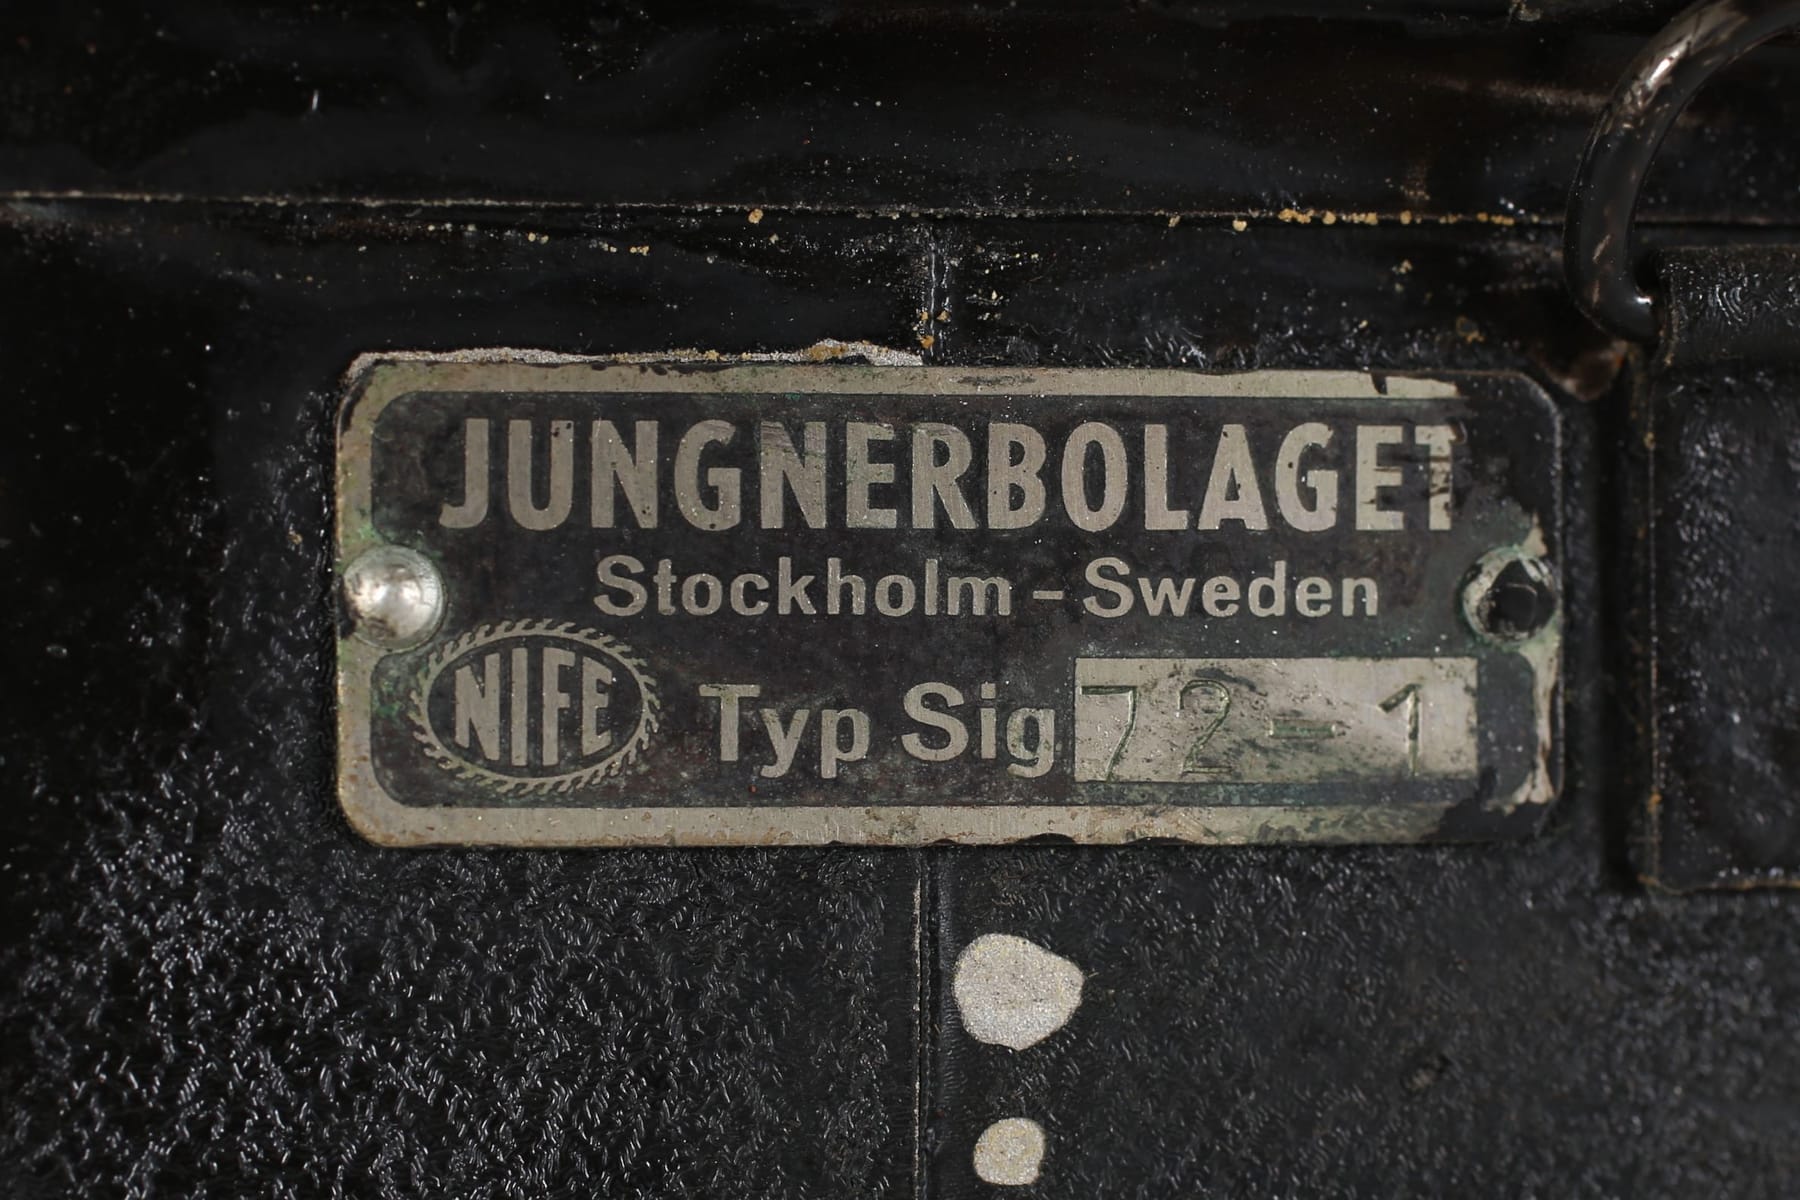 JUNGNERBOLAGET
Stockholm - Sweden
NIFE Typ Sig 72-1